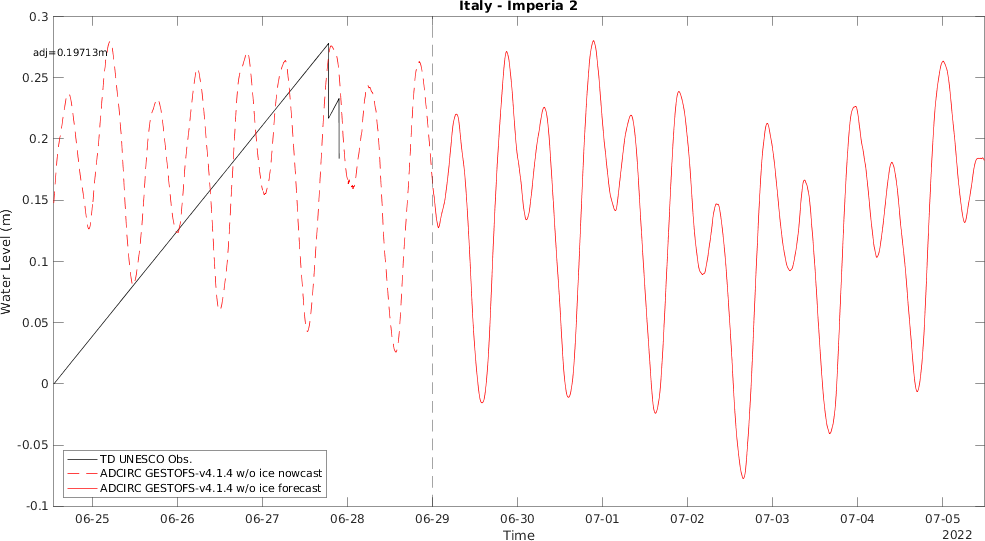 Italy - Imperia 2
adj=0.19713m
0.3
0.25
0.2
0.15
0.1
0.05
0
-0.05
-0.1
Water Level (m)
TD UNESCO Obs.
ADCIRC GESTOFS-v4.1.4 w/o ice nowcast
ADCIRC GESTOFS-v4.1.4 w/o ice forecast
06-25 06-26 06-27 06-28 06-29 06-30 07-01 07-02 07-03 07-04 07-05
Time
2022